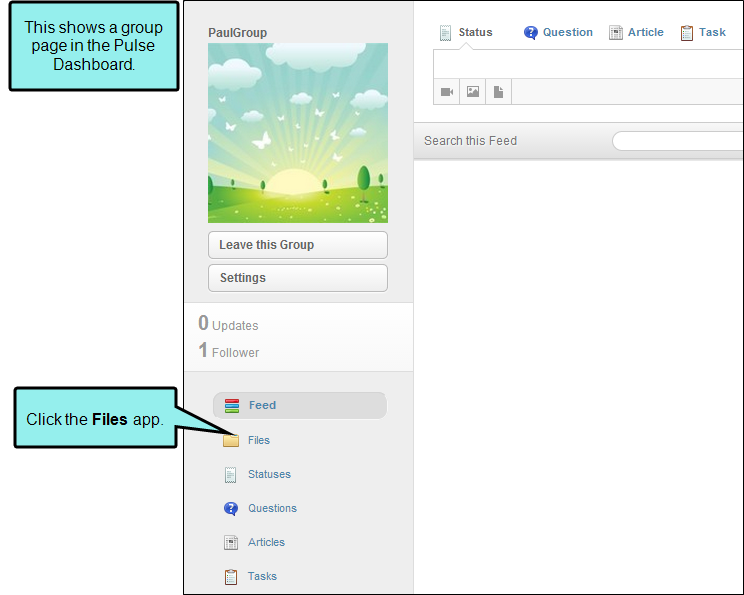 This shows a group
page in the Pulse
Dashboard.
PaulGroup
Leave this Group
Settings
0 Updates
1 Follower
Click the Files app.
Feed
Files
Statuses
Questions
Articles
Tasks
Status Question Article Task
Search this Feed